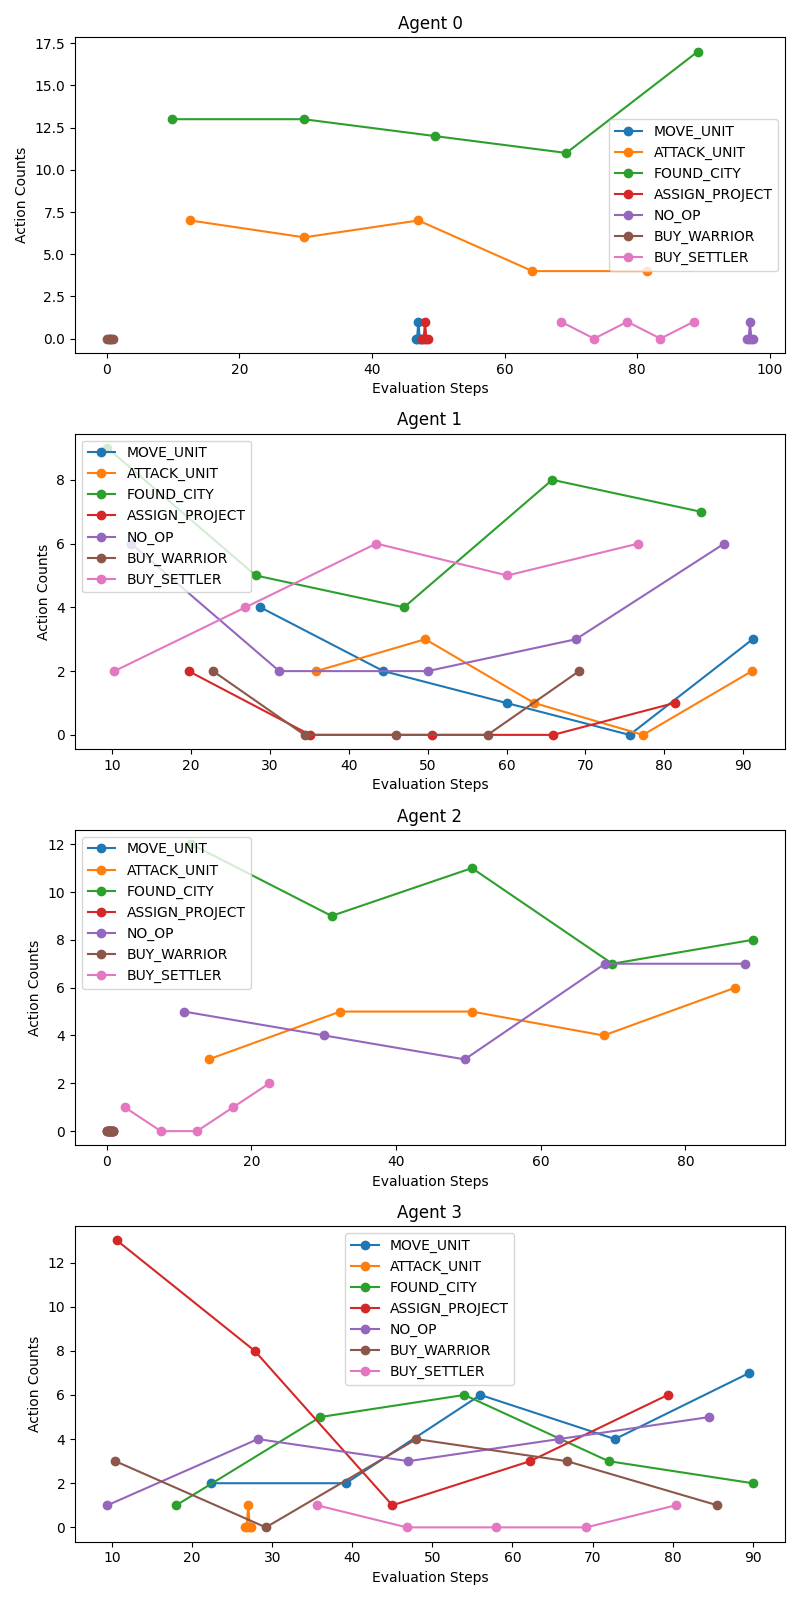 Agent 0
17.5
15.0
12.5
10.0
7.5
5.0
2.5
0.0
Action Counts
MOVE_UNIT
ATTACK_UNIT
FOUND_CITY
ASSIGN_PROJECT
NO_OP
BUY_WARRIOR
BUY_SETTLER
0 20 40 60 80 100
Evaluation Steps
Agent 1
8
6
4
2
0
Action Counts
MOVE_UNIT
ATTACK_UNIT
FOUND_CITY
ASSIGN_PROJECT
NO_OP
BUY_WARRIOR
BUY_SETTLER
10 20 30 40 50 60 70 80 90
Evaluation Steps
Agent 2
12
10
8
6
4
2
0
Action Counts
MOVE_UNIT
ATTACK_UNIT
FOUND_CITY
ASSIGN_PROJECT
NO_OP
BUY_WARRIOR
BUY_SETTLER
0 20 40 60 80
Evaluation Steps
Agent 3
12
10
8
6
4
2
0
Action Counts
MOVE_UNIT
ATTACK_UNIT
FOUND_CITY
ASSIGN_PROJECT
NO_OP
BUY_WARRIOR
BUY_SETTLER
10 20 30 40 50 60 70 80 90
Evaluation Steps